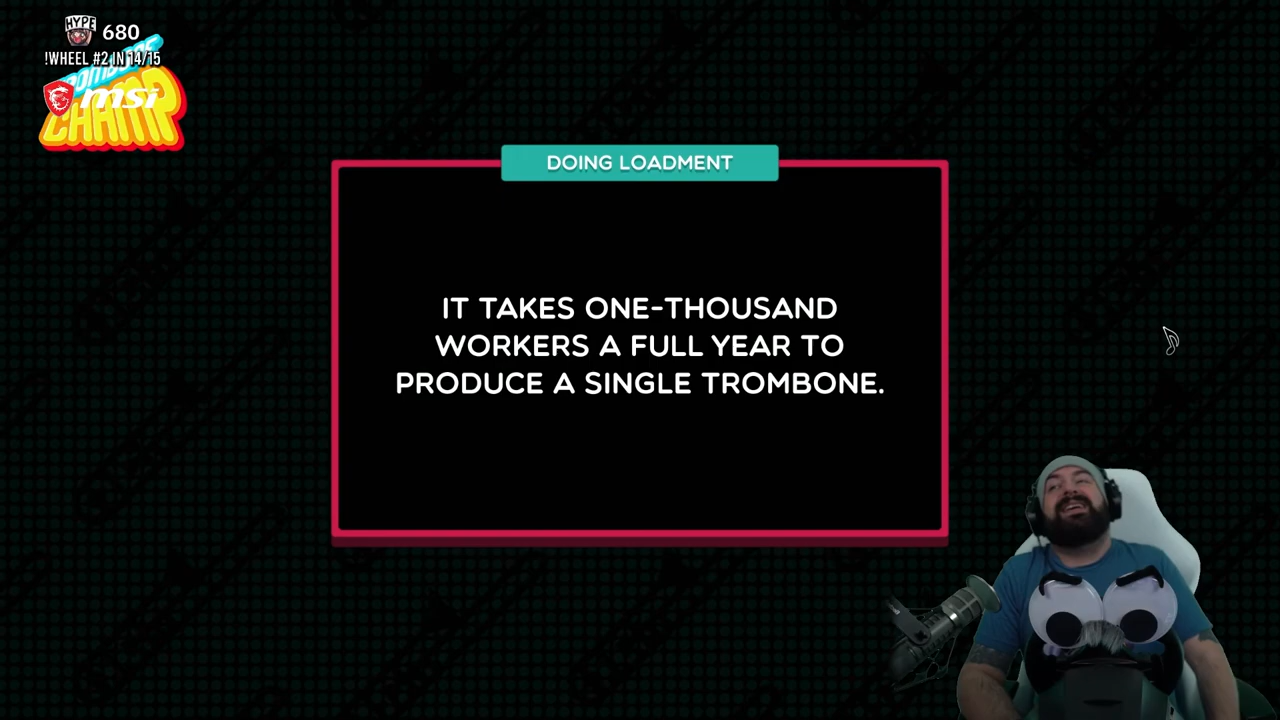 HYPE 680
!WHEEL #2 IN 14/15
TROMBONE
msi
CHAMP
DOING LOADMENT
IT TAKES ONE-THOUSAND
WORKERS A FULL YEAR TO
PRODUCE A SINGLE TROMBONE.